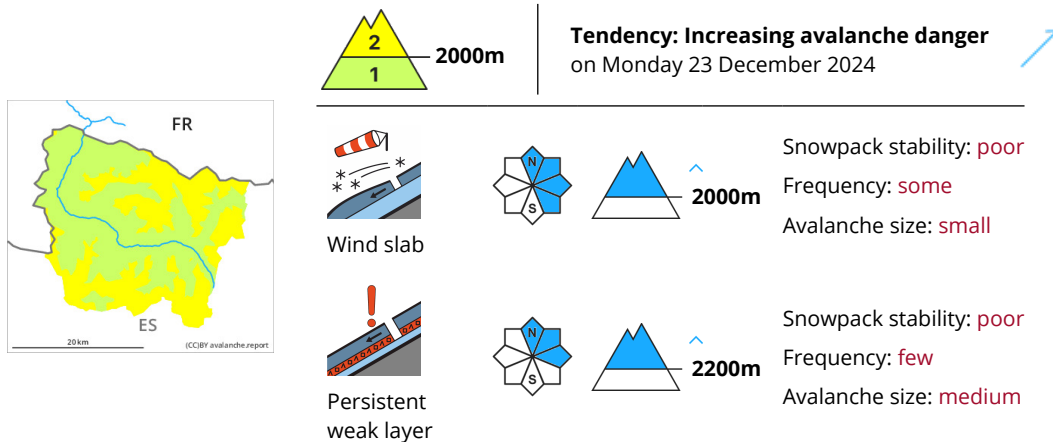 2
1
2000m
Tendency: Increasing avalanche danger
on Monday 23 December 2024
FR
ES
20 km
(CC)BY avalanche.report
Wind slab
N
S
2000m
Snowpack stability: poor
Frequency: some
Avalanche size: small
Persistent
weak layer
N
S
2200m
Snowpack stability: poor
Frequency: few
Avalanche size: medium